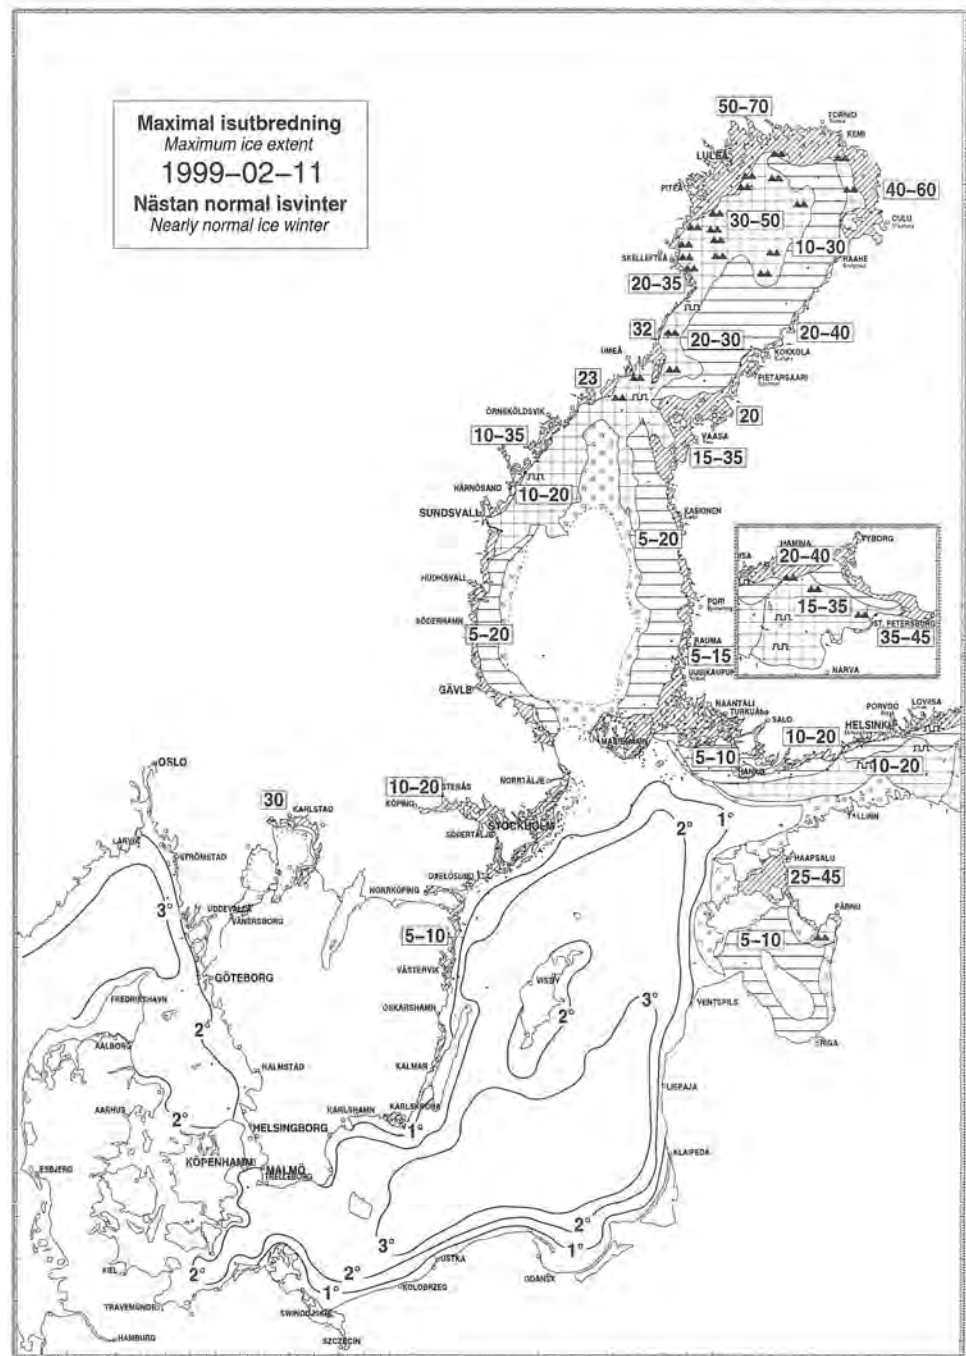 Maximal isutbredning
Maximum ice extent
1999-02-11
Nästan normal isvinter
Nearly normal ice winter
50-70
TORNIO
KEMI
LULEÅ
PITEÅ
40-60
30-50
OULU
10-30
SKELLEFTEÅ
RAAHE
20-35
32
20-30
20-40
UMEÅ
KOKKOLA
PIETARSAARI
23
20
ÖRNSKÖLDSVIK
VAASA
10-35
15-35
HÄRNÖSAND
10-20
SUNDSVALL
KASKINEN
5-20
HAMINA
VYBORG
20-40
HUDIKSVALL
15-35
PORI
ST. PETERSBURG
SÖDERHAMN
35-45
5-20
RAUMA
5-15
NARVA
UUSIKAUPUNKI
GÄVLE
NAANTALI
TURKU
SALO
PORVOO
LOVIISA
HELSINKI
MARIEHAMN
10-20
5-10
10-20
HANKO
OSLO
NORRTÄLJE
10-20
30
KÖPING
KARLSTAD
STOCKHOLM
SÖDERTÄLJE
TALLINN
1°
2°
LARVIK
STRÖMSTAD
HAAPSALU
OXELÖSUND
25-45
NORRKÖPING
3°
UDDEVALLA
VÄNERSBORG
PÄRNU
5-10
5-10
VÄSTERVIK
GÖTEBORG
VISBY
FREDRIKSHAVN
3°
VENTSPILS
OSKARSHAMN
2°
2°
AALBORG
RIGA
HALMSTAD
KALMAR
LIEPAJA
AARHUS
KARLSHAMN
KARLSKRONA
2°
HELSINGBORG
1°
KÖPENHAMN
KLAIPEDA
ESBJERG
MALMÖ
TRELLEBORG
2°
3°
1°
USTKA
KIEL
2°
2°
GDANSK
1°
KOLOBRZEG
TRAVEMÜNDE
SWINOUJSCIE
HAMBURG
SZCZECIN